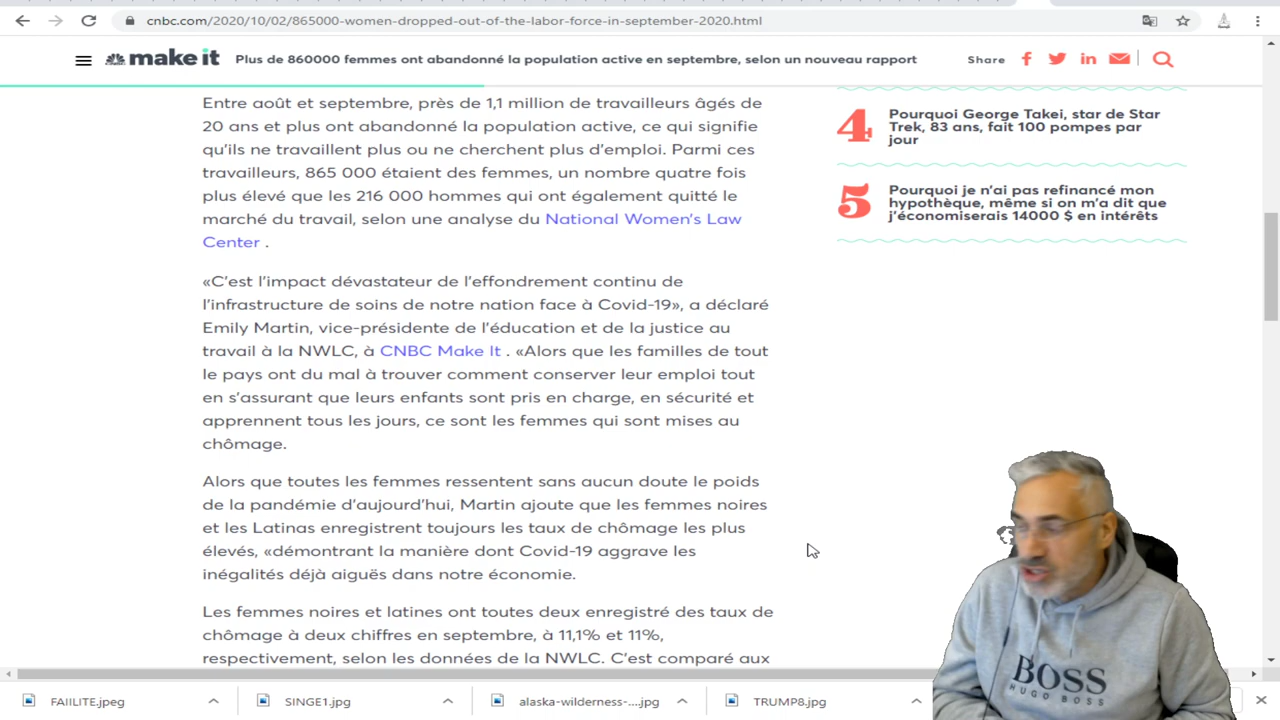 cnbc.com/2020/10/02/865000-women-dropped-out-of-the-labor-force-in-september-2020.html
make it
Plus de 860000 femmes ont abandonné la population active en septembre, selon un nouveau rapport
Share
Entre août et septembre, près de 1,1 million de travailleurs âgés de
20 ans et plus ont abandonné la population active, ce qui signifie
qu'ils ne travaillent plus ou ne cherchent plus d'emploi. Parmi ces
travailleurs, 865 000 étaient des femmes, un nombre quatre fois
plus élevé que les 216 000 hommes qui ont également quitté le
marché du travail, selon une analyse du National Women's Law
Center .
«C'est l'impact dévastateur de l'effondrement continu de
l'infrastructure de soins de notre nation face à Covid-19», a déclaré
Emily Martin, vice-présidente de l'éducation et de la justice au
travail à la NWLC, à CNBC Make It . «Alors que les familles de tout
le pays ont du mal à trouver comment conserver leur emploi tout
en s'assurant que leurs enfants sont pris en charge, en sécurité et
apprennent tous les jours, ce sont les femmes qui sont mises au
chômage.
Alors que toutes les femmes ressentent sans aucun doute le poids
de la pandémie d'aujourd'hui, Martin ajoute que les femmes noires
et les Latinas enregistrent toujours les taux de chômage les plus
élevés, «démontrant la manière dont Covid-19 aggrave les
inégalités déjà aiguës dans notre économie.
Les femmes noires et latines ont toutes deux enregistré des taux de
chômage à deux chiffres en septembre, à 11,1% et 11%,
respectivement, selon les données de la NWLC. C'est comparé aux
4
Pourquoi George Takei, star de Star
Trek, 83 ans, fait 100 pompes par
jour
5
Pourquoi je n'ai pas refinancé mon
hypothèque, même si on m'a dit que
j'économiserais 14000 $ en intérêts
BOSS
HUGO BOSS
FAIILITE.jpeg
SINGE1.jpg
alaska-wilderness-....jpg
TRUMP8.jpg